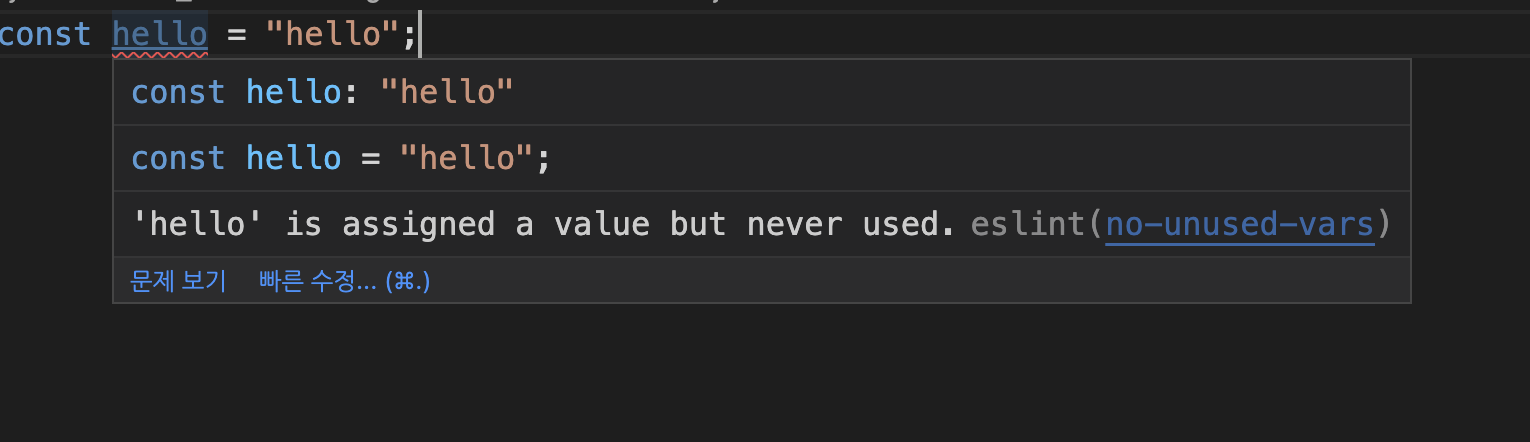 const hello = "hello";
const hello: "hello"
const hello = "hello";
'hello' is assigned a value but never used. eslint(no-unused-vars)
문제 보기 빠른 수정... (⌘.)